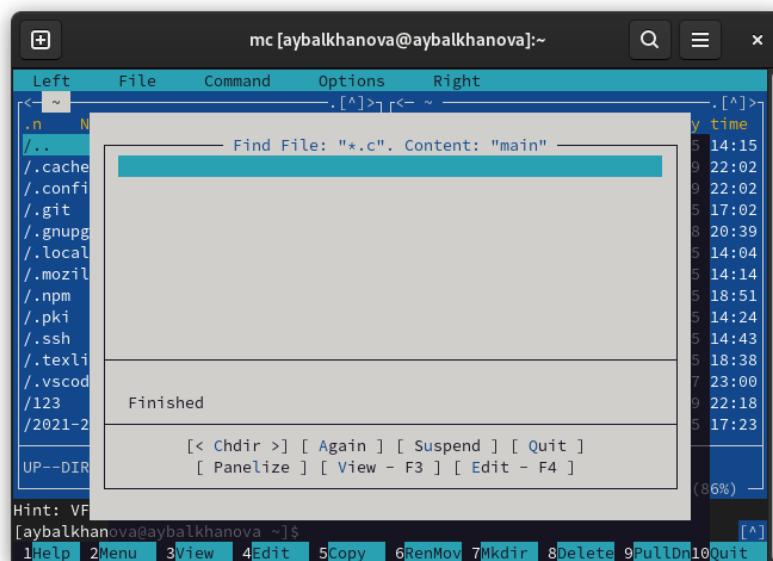 mc [aybalkhanova@aybalkhanova]:~
Left File Command Options Right
<— ~ .[^]> <— ~ .[^]>
.n N y time
/.. 5 14:15
Find File: "*.c". Content: "main"
/.cache 9 22:02
/.confi 9 22:02
/.git 5 17:02
/.gnupg 8 20:39
/.local 5 14:04
/.mozil 5 14:14
/.npm 5 18:51
/.pki 5 14:24
/.ssh 5 14:43
/.texli 5 18:38
/.vscod 7 23:00
/123 9 22:18
Finished
/2021-2 5 17:23
[< Chdir >] [ Again ] [ Suspend ] [ Quit ]
UP--DIR
[ Panelize ] [ View - F3 ] [ Edit - F4 ]
(86%)
Hint: VF
[aybalkhanova@aybalkhanova ~]$ [^]
1Help 2Menu 3View 4Edit 5Copy 6RenMov 7Mkdir 8Delete 9PullDn 10Quit